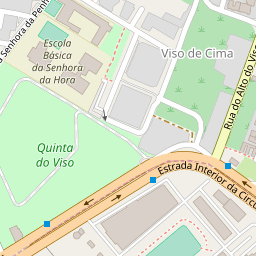 Senhora da Penha
Escola
Básica
da Senhora
da Hora
Viso de Cima
Rua do Alto do Viso
Quinta
do Viso
Estrada Interior da Circu